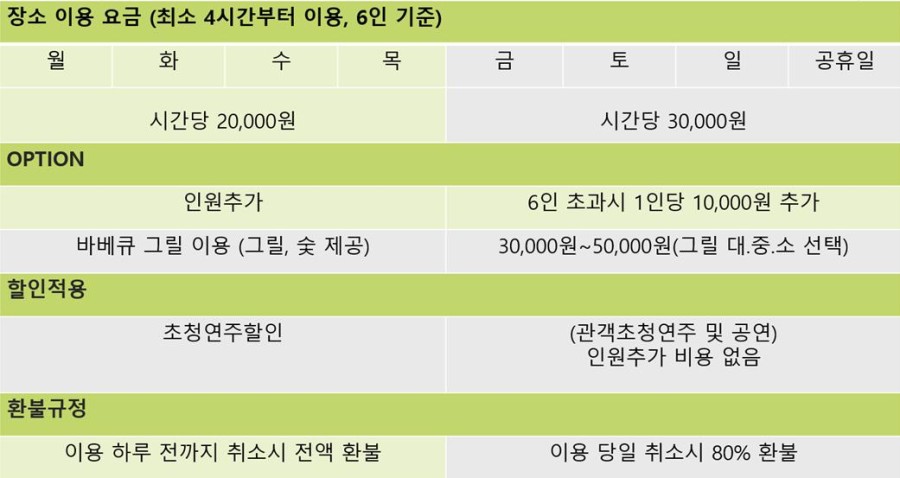 장소 이용 요금 (최소 4시간부터 이용, 6인 기준)
월 화 수 목 금 토 일 공휴일
시간당 20,000원 시간당 30,000원
OPTION
인원추가 6인 초과시 1인당 10,000원 추가
바베큐 그릴 이용 (그릴, 숯 제공) 30,000원~50,000원(그릴 대.중.소 선택)
할인적용
초청연주할인 (관객초청연주 및 공연)
인원추가 비용 없음
환불규정
이용 하루 전까지 취소시 전액 환불 이용 당일 취소시 80% 환불